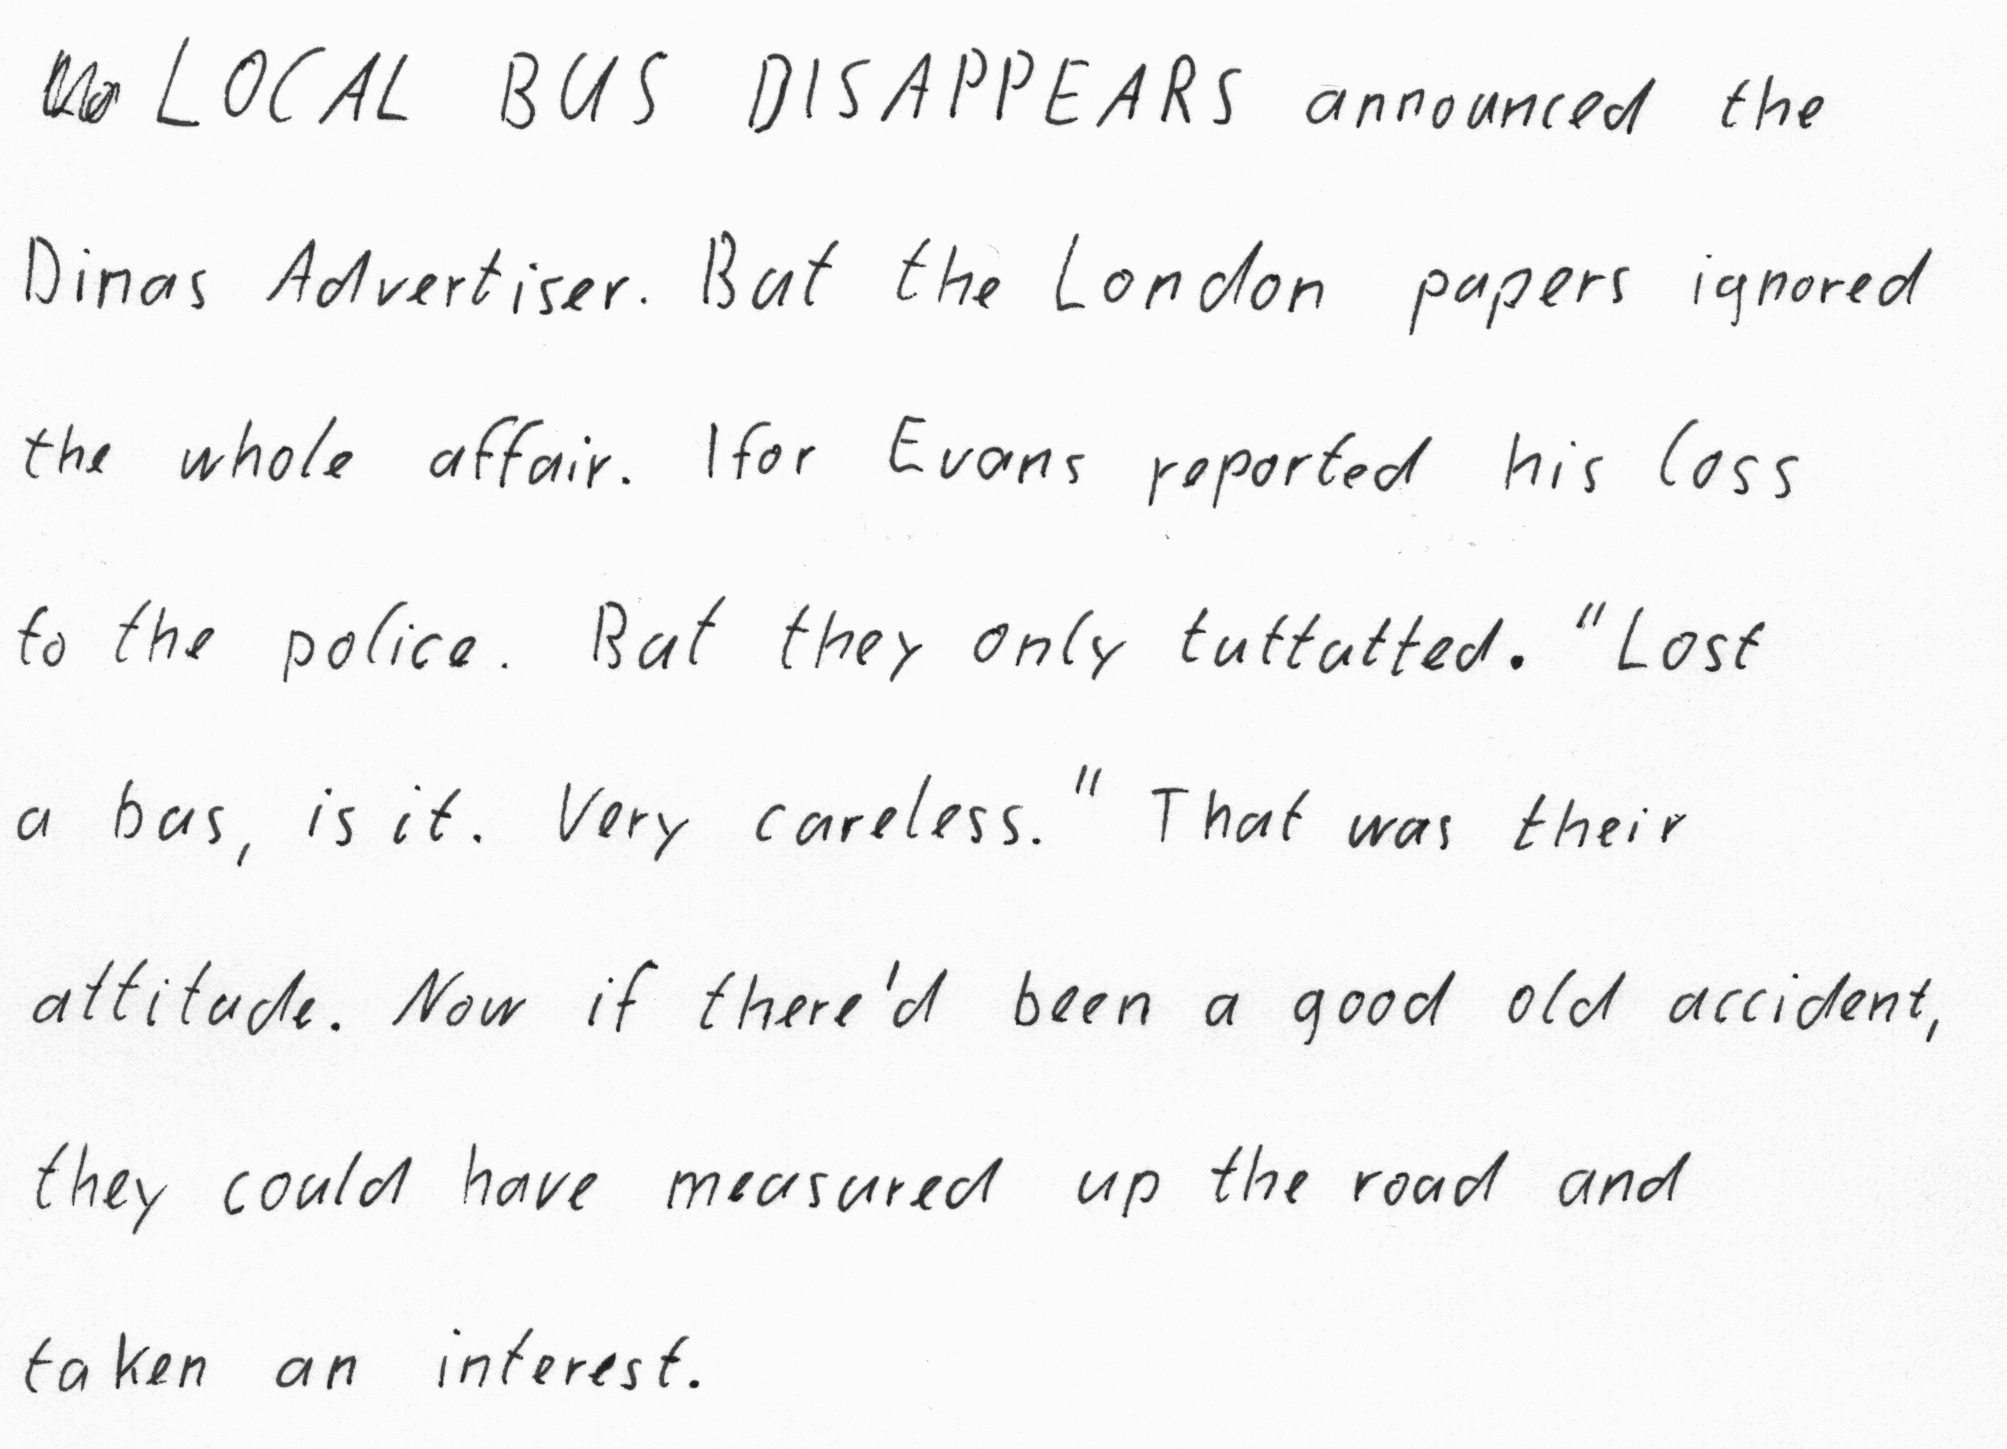 LOCAL BUS DISAPPEARS announced the
Dinas Advertiser. But the London papers ignored
the whole affair. Ifor Evans reported his loss
to the police. But they only tuttutted. "Lost
a bus, is it. Very careless." That was their
attitude. Now if there'd been a good old accident,
they could have measured up the road and
taken an interest.